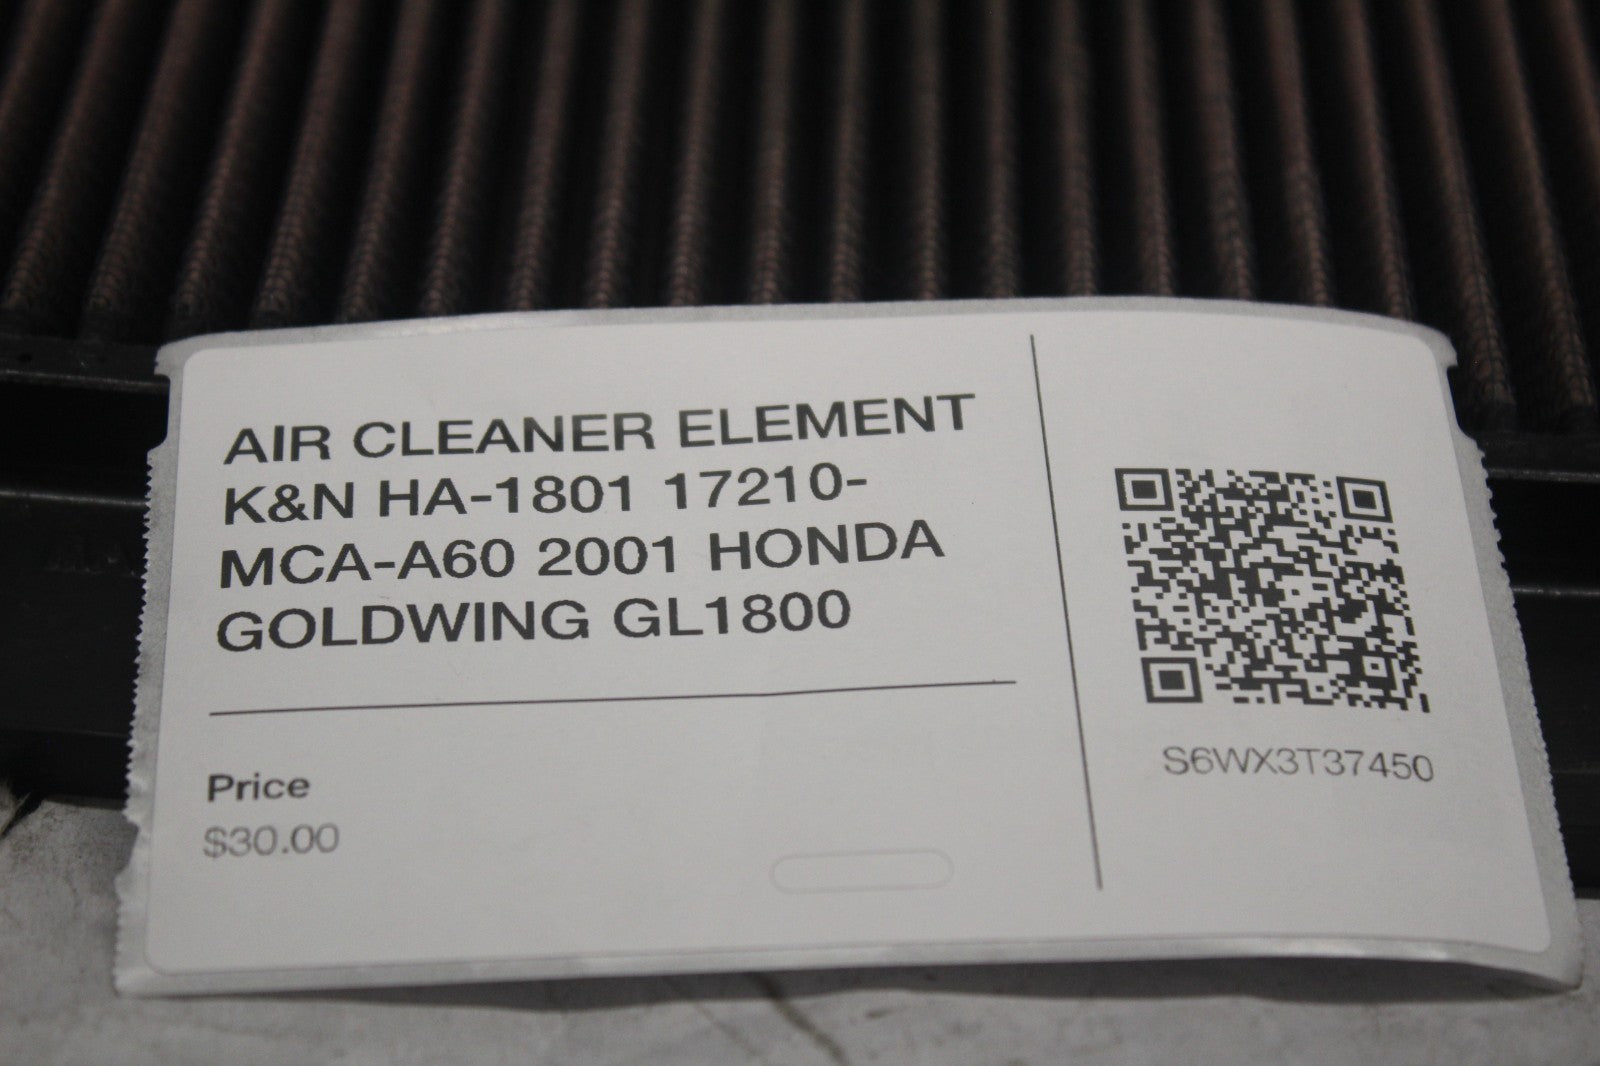 AIR CLEANER ELEMENT
K&N HA-1801 17210-
MCA-A60 2001 HONDA
GOLDWING GL1800
Price
$30.00
S6WX3T37450